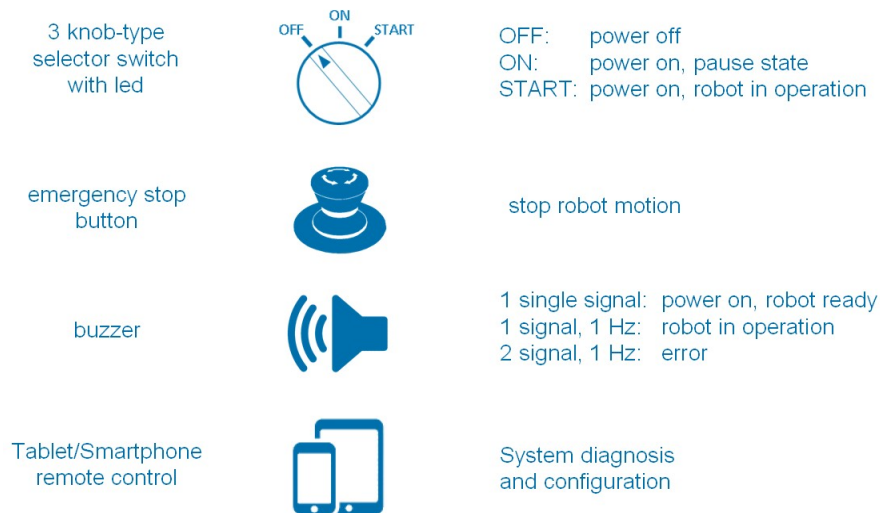 3 knob-type
selector switch
with led
OFF
ON
START
OFF: power off
ON: power on, pause state
START: power on, robot in operation
emergency stop
button
stop robot motion
buzzer
1 single signal: power on, robot ready
1 signal, 1 Hz: robot in operation
2 signal, 1 Hz: error
Tablet/Smartphone
remote control
System diagnosis
and configuration